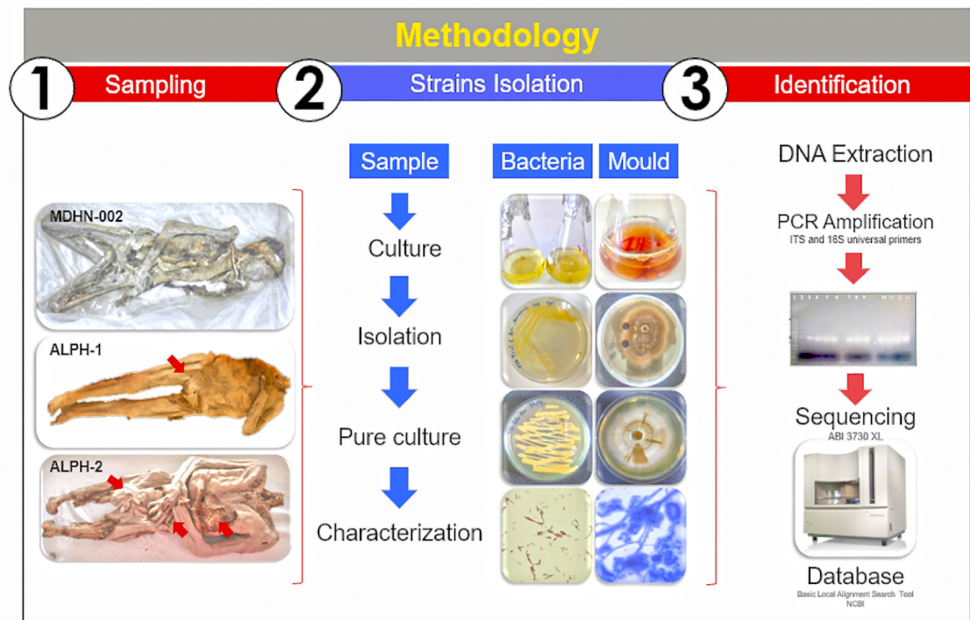 Methodology
1 Sampling
2 Strains Isolation
3 Identification
MDHN-002
ALPH-1
ALPH-2
Sample
Culture
Isolation
Pure culture
Characterization
Bacteria
Mould
DNA Extraction
PCR Amplification
ITS and 16S universal primers
Sequencing
ABI 3730 XL
Database
Basic Local Alignment Search Tool
NCBI